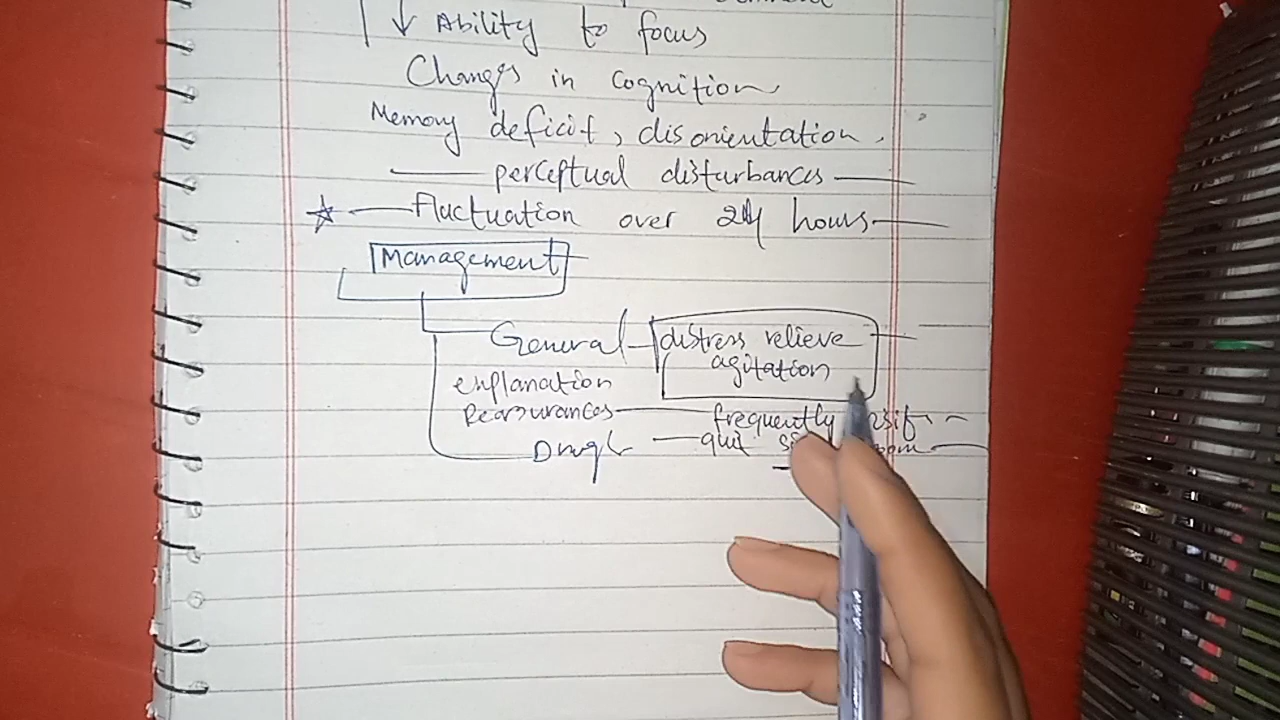 ↓ Ability to focus
Changes in Cognition
Memory deficit, disorientation.
perceptual disturbances
☆ Fluctuation over 24 hours
Management
General distress relieve
agitation
explanation
Reassurances frequently
Drugs quit